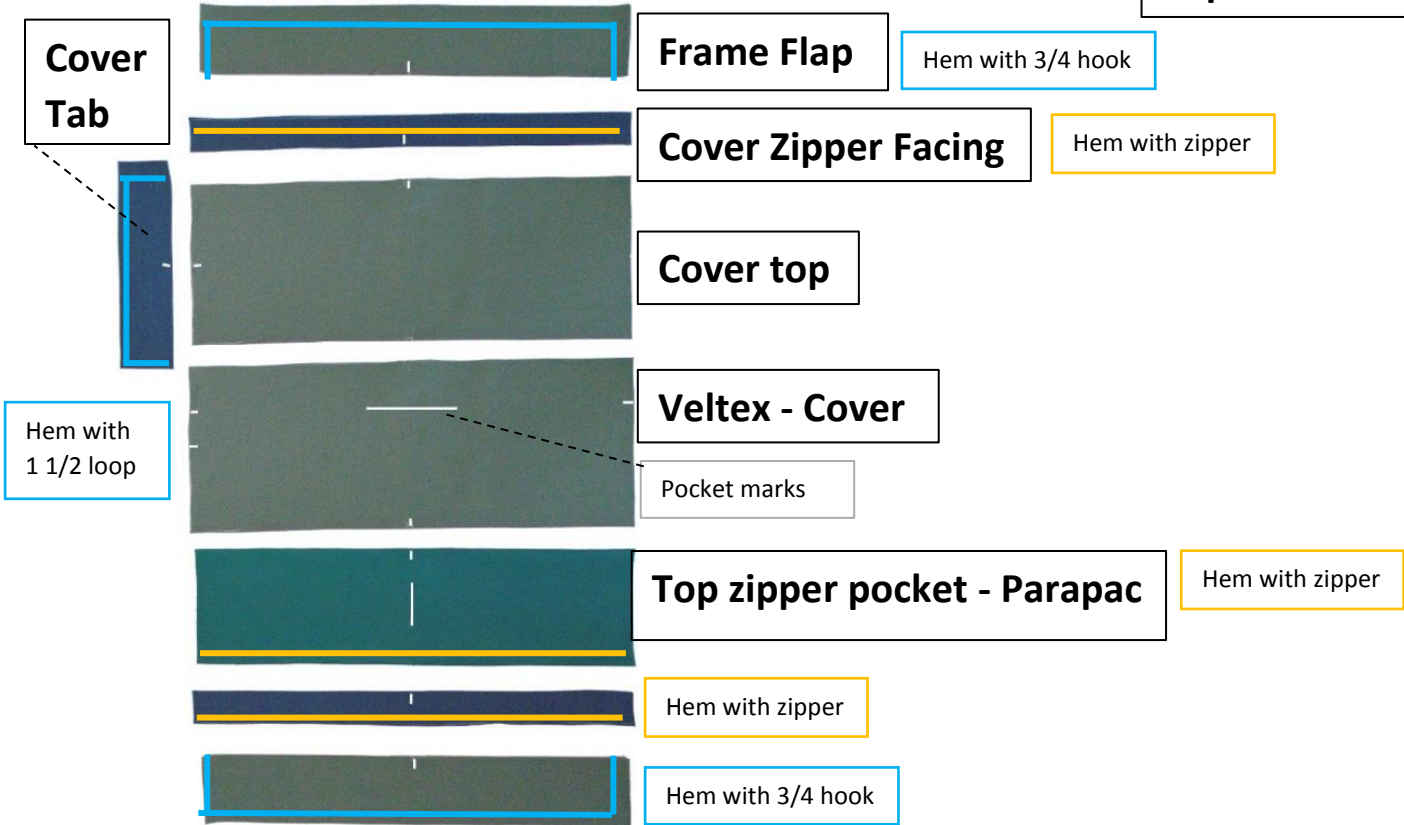 Cover
Tab
Frame Flap
Hem with 3/4 hook
Cover Zipper Facing
Hem with zipper
Cover top
Hem with
1 1/2 loop
Veltex - Cover
Pocket marks
Top zipper pocket - Parapac
Hem with zipper
Hem with zipper
Hem with 3/4 hook